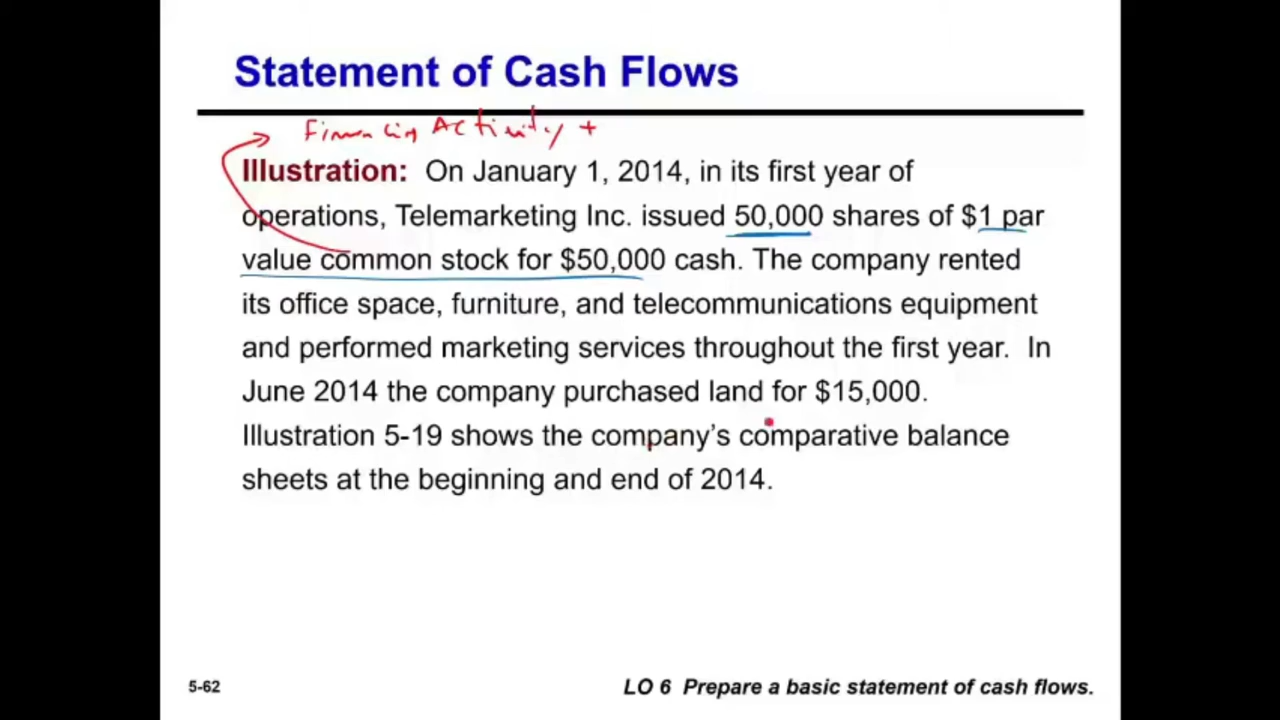 Statement of Cash Flows
Financing Activity +
Illustration: On January 1, 2014, in its first year of
operations, Telemarketing Inc. issued 50,000 shares of $1 par
value common stock for $50,000 cash. The company rented
its office space, furniture, and telecommunications equipment
and performed marketing services throughout the first year. In
June 2014 the company purchased land for $15,000.
Illustration 5-19 shows the company’s comparative balance
sheets at the beginning and end of 2014.
5-62
LO 6 Prepare a basic statement of cash flows.